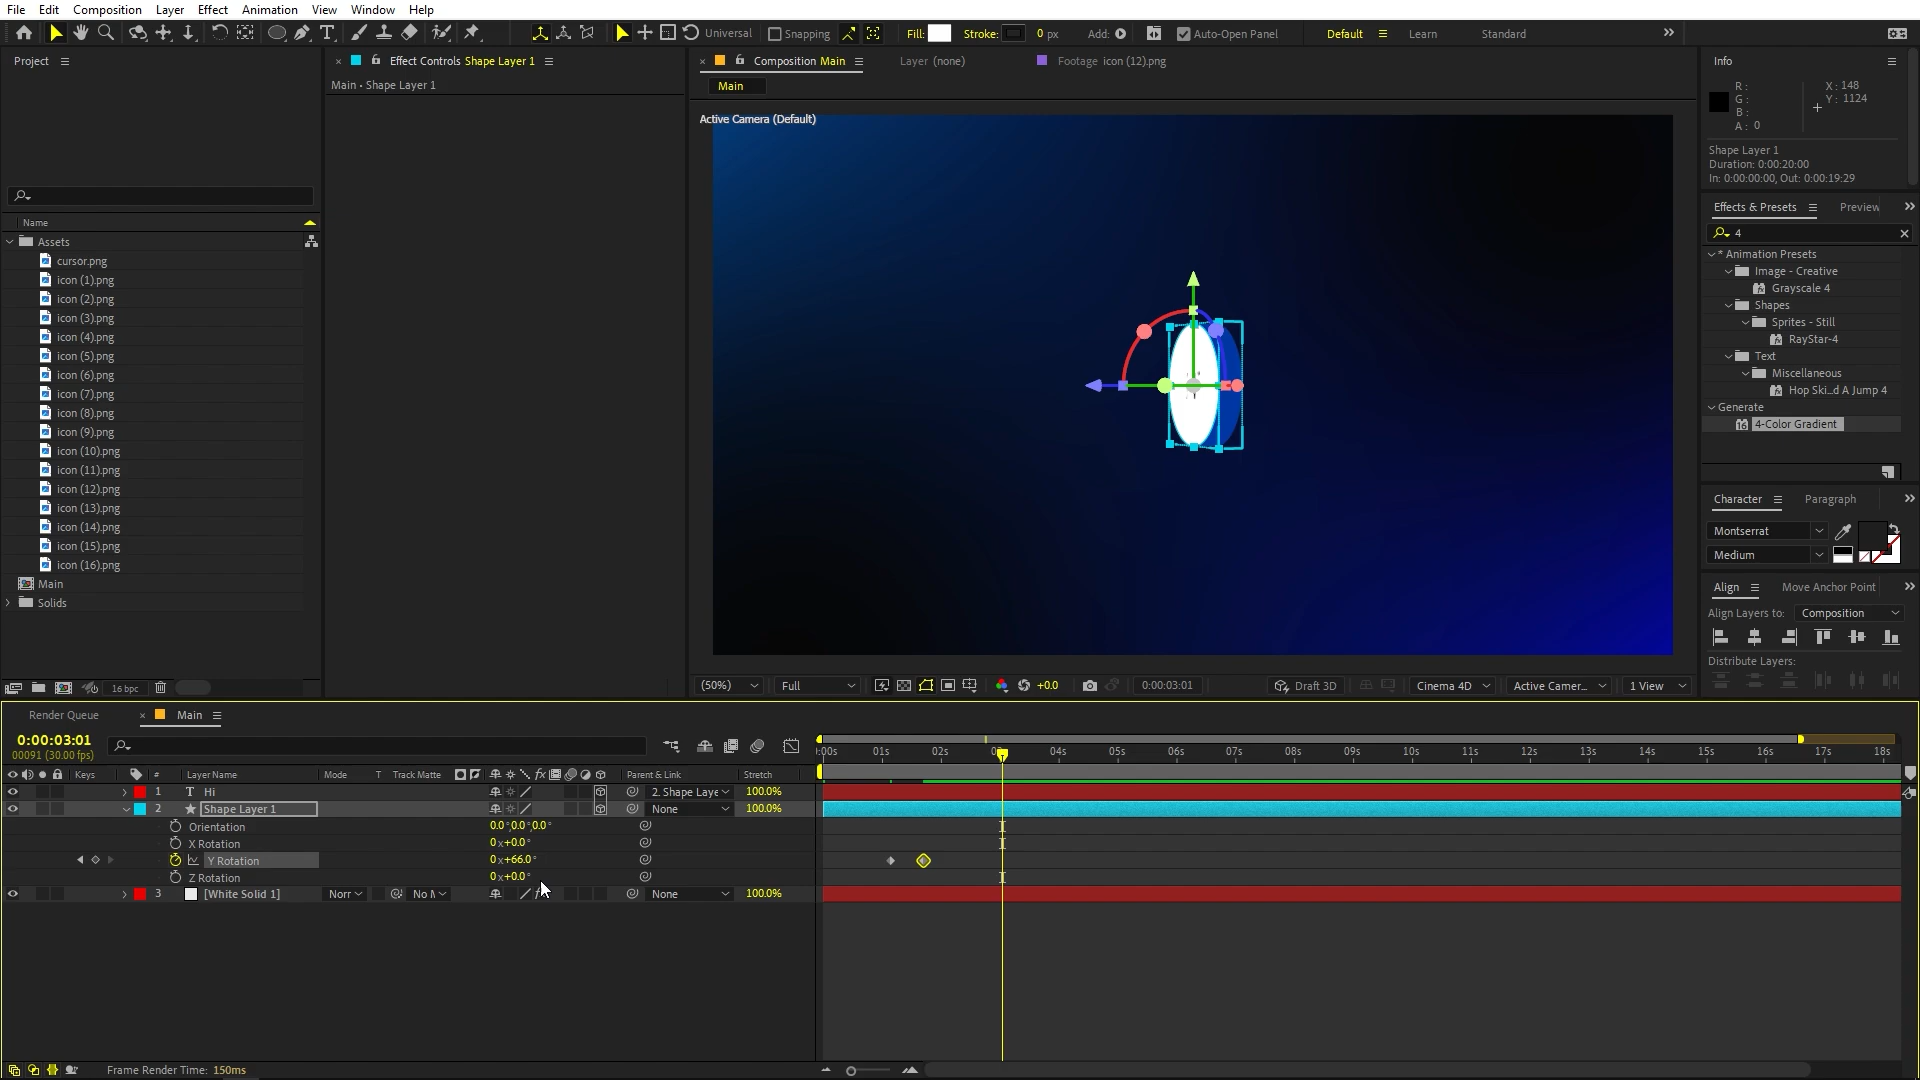 File Edit Composition Layer Effect Animation View Window Help
Universal Snapping Fill: Stroke: 0 px Add: Auto-Open Panel Default Learn Standard
Project
Effect Controls Shape Layer 1
Main • Shape Layer 1
Composition Main Layer (none) Footage icon (12).png
Main
Active Camera (Default)
Info
R: X: 148
G: Y: 1124
B:
A: 0
Shape Layer 1
Duration: 0:00:20:00
In: 0:00:00:00, Out: 0:00:19:29
Effects & Presets Preview
4
* Animation Presets
Image - Creative
Grayscale 4
Shapes
Sprites - Still
RayStar-4
Text
Miscellaneous
Hop Ski...d A Jump 4
Generate
4-Color Gradient
Character Paragraph
Montserrat
Medium
Align Move Anchor Point
Align Layers to: Composition
Distribute Layers:
Name
Assets
cursor.png
icon (1).png
icon (2).png
icon (3).png
icon (4).png
icon (5).png
icon (6).png
icon (7).png
icon (8).png
icon (9).png
icon (10).png
icon (11).png
icon (12).png
icon (13).png
icon (14).png
icon (15).png
icon (16).png
Main
Solids
16 bpc
(50%) Full +0.0 0:00:03:01 Draft 3D Cinema 4D Active Camer... 1 View
Render Queue Main
0:00:03:01
00091 (30.00 fps)
:00s 01s 02s 04s 05s 06s 07s 08s 09s 10s 11s 12s 13s 14s 15s 16s 17s 18s
Keys # Layer Name Mode T Track Matte Parent & Link Stretch
1 T Hi 2. Shape Laye 100.0%
2 Shape Layer 1 None 100.0%
Orientation 0.0°,0.0°,0.0°
X Rotation 0x+0.0°
Y Rotation 0x+66.0°
Z Rotation 0x+0.0°
3 [White Solid 1] Norr No M None 100.0%
Frame Render Time: 150ms